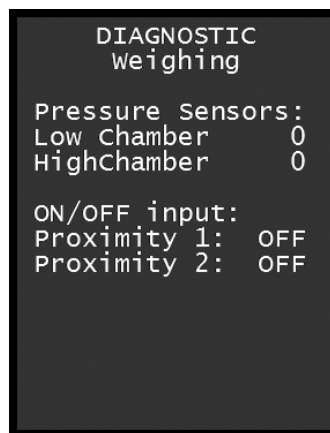 DIAGNOSTIC
Weighing
Pressure Sensors:
Low Chamber 0
HighChamber 0
ON/OFF input:
Proximity 1: OFF
Proximity 2: OFF